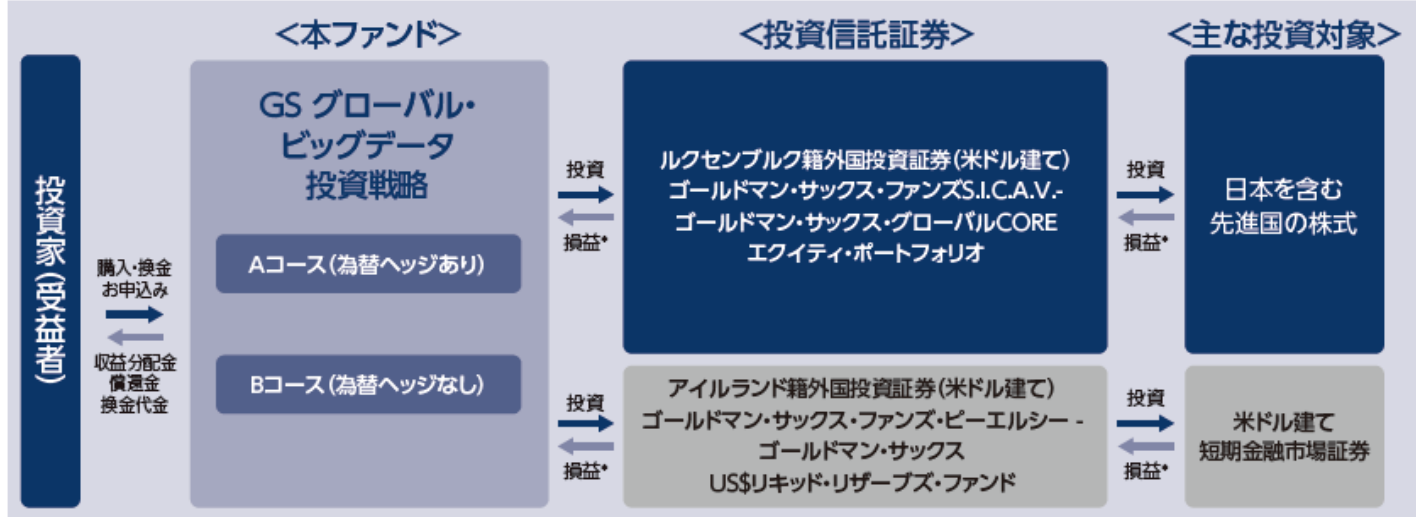 <本ファンド>
<投資信託証券>
<主な投資対象>
投資家(受益者)
購入・換金
お申込み
収益分配金
償還金
換金代金
GS グローバル・
ビッグデータ
投資戦略
Aコース(為替ヘッジあり)
Bコース(為替ヘッジなし)
投資
損益*
ルクセンブルク籍外国投資証券(米ドル建て)
ゴールドマン・サックス・ファンズS.I.C.A.V.-
ゴールドマン・サックス・グローバルCORE
エクイティ・ポートフォリオ
投資
損益*
日本を含む
先進国の株式
投資
損益*
アイルランド籍外国投資証券(米ドル建て)
ゴールドマン・サックス・ファンズ・ピーエルシー -
ゴールドマン・サックス
US$リキッド・リザーブズ・ファンド
投資
損益*
米ドル建て
短期金融市場証券